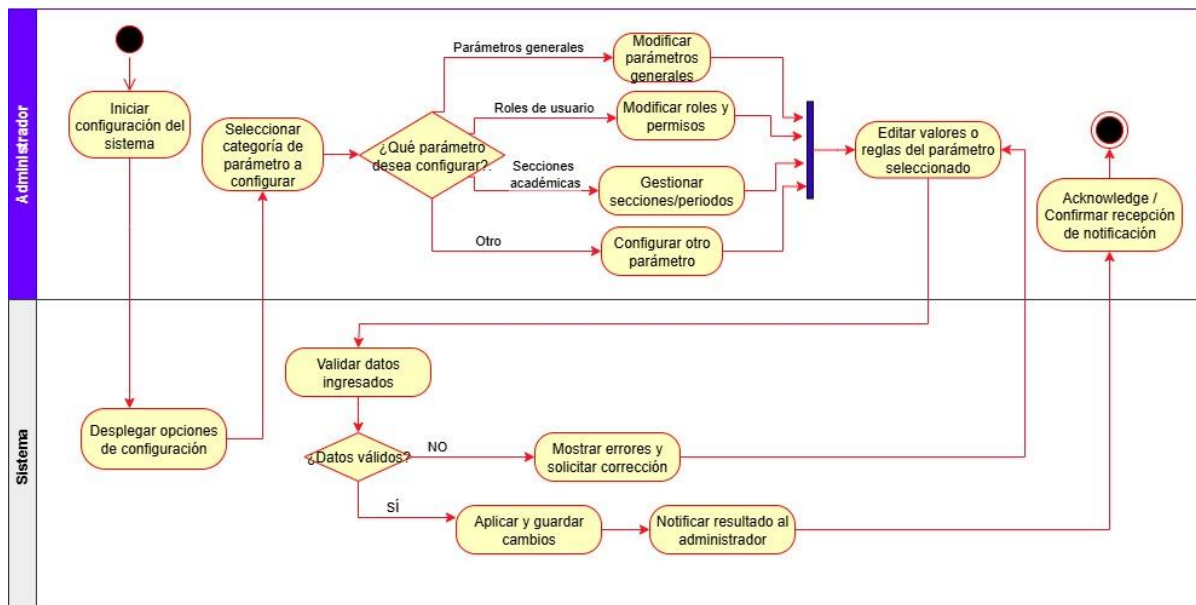 Administrador
Iniciar
configuración del
sistema
Seleccionar
categoría de
parámetro a
configurar
¿Qué parámetro
desea configurar?.
Parámetros generales
Modificar
parámetros
generales
Roles de usuario
Modificar roles y
permisos
Secciones
académicas
Gestionar
secciones/periodos
Otro
Configurar otro
parámetro
Editar valores o
reglas del parámetro
seleccionado
Acknowledge /
Confirmar recepción
de notificación
Sistema
Desplegar opciones
de configuración
Validar datos
ingresados
¿Datos válidos?
NO
Mostrar errores y
solicitar corrección
SÍ
Aplicar y guardar
cambios
Notificar resultado al
administrador